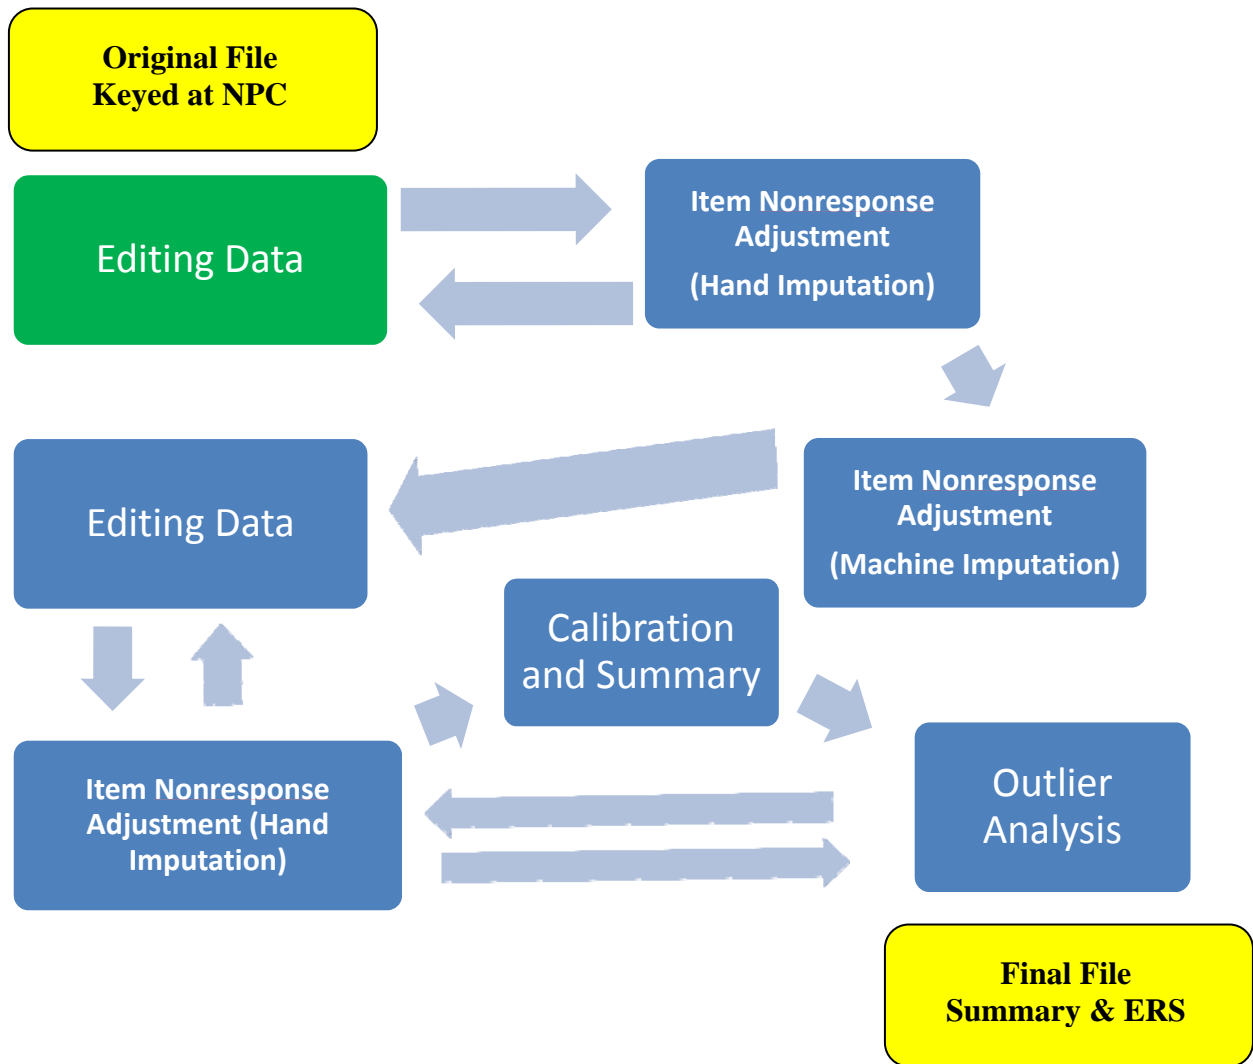 Original File
Keyed at NPC
Editing Data
Item Nonresponse
Adjustment
(Hand Imputation)
Editing Data
Item Nonresponse
Adjustment
(Machine Imputation)
Calibration
and Summary
Item Nonresponse
Adjustment (Hand
Imputation)
Outlier
Analysis
Final File
Summary & ERS